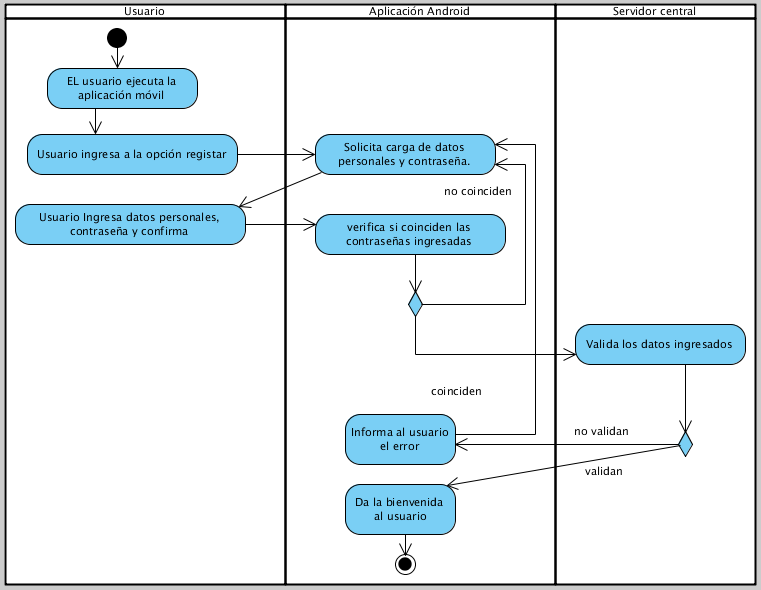 Usuario
Aplicación Android
Servidor central
EL usuario ejecuta la
aplicación móvil
Usuario ingresa a la opción registar
Solicita carga de datos
personales y contraseña.
no coinciden
Usuario Ingresa datos personales,
contraseña y confirma
verifica si coinciden las
contraseñas ingresadas
Valida los datos ingresados
coinciden
Informa al usuario
el error
no validan
validan
Da la bienvenida
al usuario